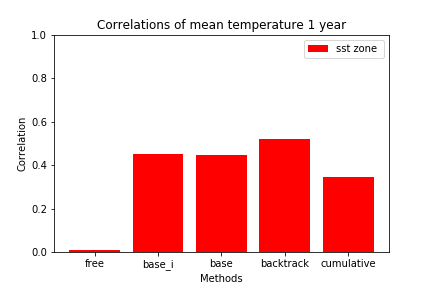 Correlations of mean temperature 1 year
sst zone
Correlation
1.0
0.8
0.6
0.4
0.2
0.0
free base_i base backtrack cumulative
Methods